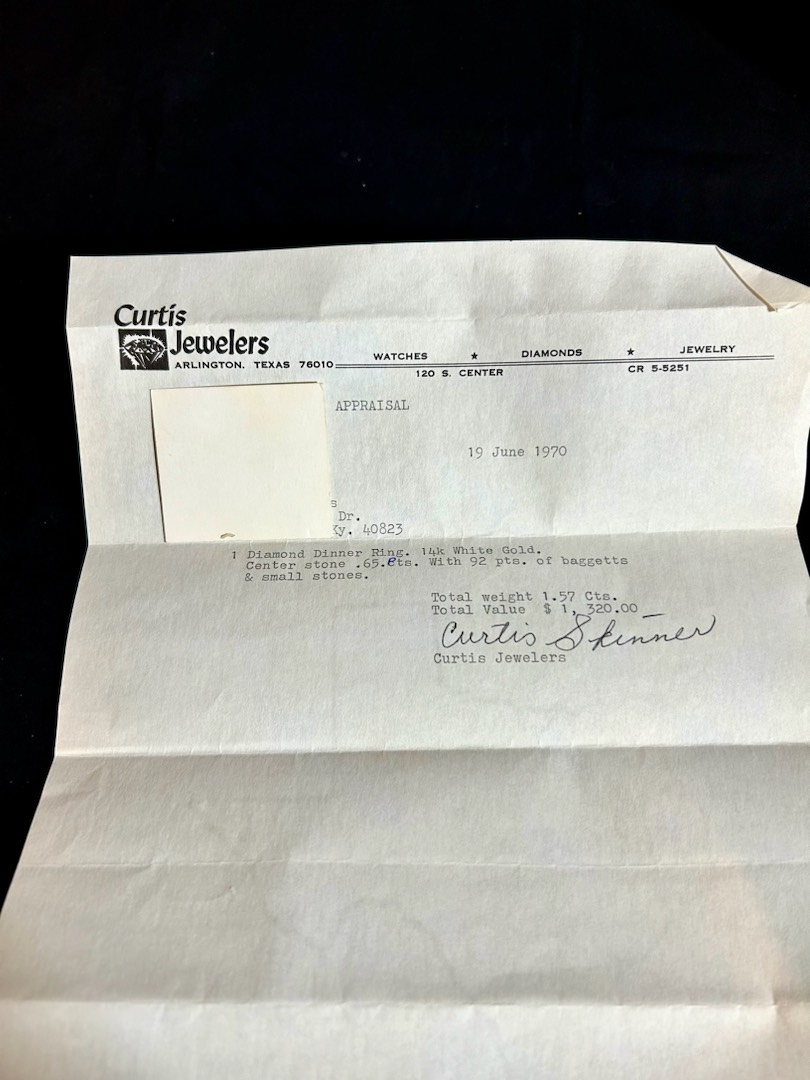 Curtis
Jewelers
ARLINGTON, TEXAS 76010
WATCHES ★ DIAMONDS ★ JEWELRY
120 S. CENTER CR 5-5251
APPRAISAL
19 June 1970
s
Dr.
Ky. 40823
1 Diamond Dinner Ring. 14k White Gold.
Center stone .65.cts. With 92 pts. of baggetts
& small stones.
Total weight 1.57 Cts.
Total Value $ 1, 320.00
Curtis Skinner
Curtis Jewelers